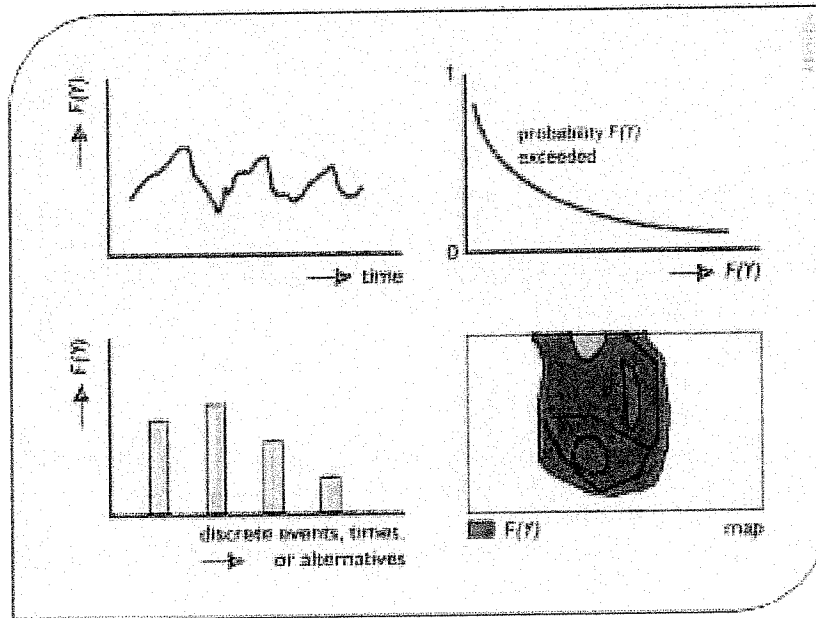 F(Y)
time
1
probability F(Y)
exceeded
0
F(Y)
F(Y)
discrete events, times,
or alternatives
F(Y)
map